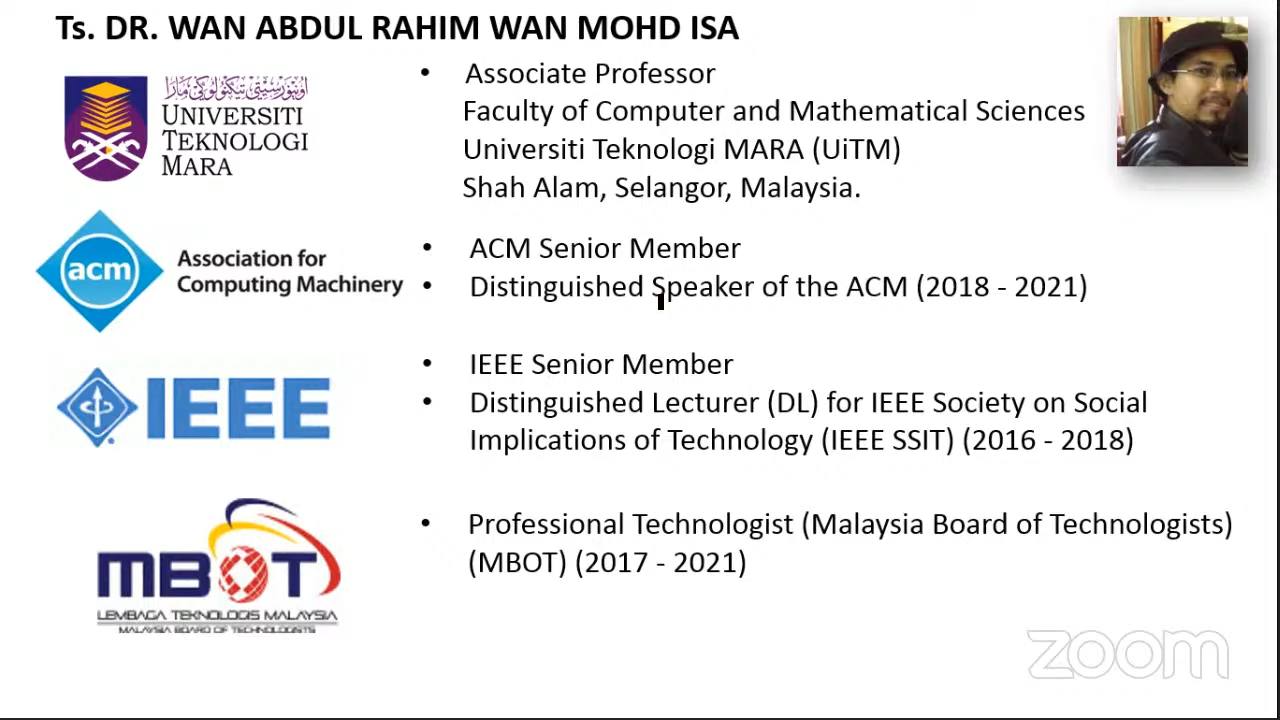 Ts. DR. WAN ABDUL RAHIM WAN MOHD ISA
اونيۏرسيتي تيكنولوݢي مارا
UNIVERSITI
TEKNOLOGI
MARA
• Associate Professor
Faculty of Computer and Mathematical Sciences
Universiti Teknologi MARA (UiTM)
Shah Alam, Selangor, Malaysia.
acm
Association for
Computing Machinery
• ACM Senior Member
• Distinguished Speaker of the ACM (2018 - 2021)
IEEE
• IEEE Senior Member
• Distinguished Lecturer (DL) for IEEE Society on Social
Implications of Technology (IEEE SSIT) (2016 - 2018)
MBOT
LEMBAGA TEKNOLOGIS MALAYSIA
MALAYSIA BOARD OF TECHNOLOGISTS
• Professional Technologist (Malaysia Board of Technologists)
(MBOT) (2017 - 2021)
zoom